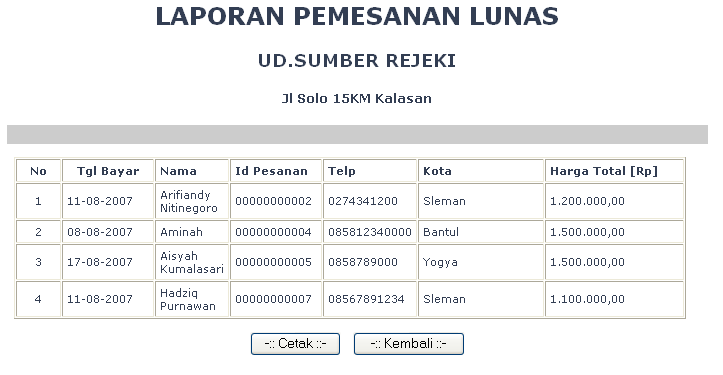 LAPORAN PEMESANAN LUNAS
UD.SUMBER REJEKI
Jl Solo 15KM Kalasan
No Tgl Bayar Nama Id Pesanan Telp Kota Harga Total [Rp]
1 11-08-2007 Arifiandy Nitinegoro 00000000002 0274341200 Sleman 1.200.000,00
2 08-08-2007 Aminah 00000000004 085812340000 Bantul 1.500.000,00
3 17-08-2007 Aisyah Kumalasari 00000000005 0858789000 Yogya 1.500.000,00
4 11-08-2007 Hadziq Purnawan 00000000007 08567891234 Sleman 1.100.000,00
-:: Cetak ::- -:: Kembali ::-